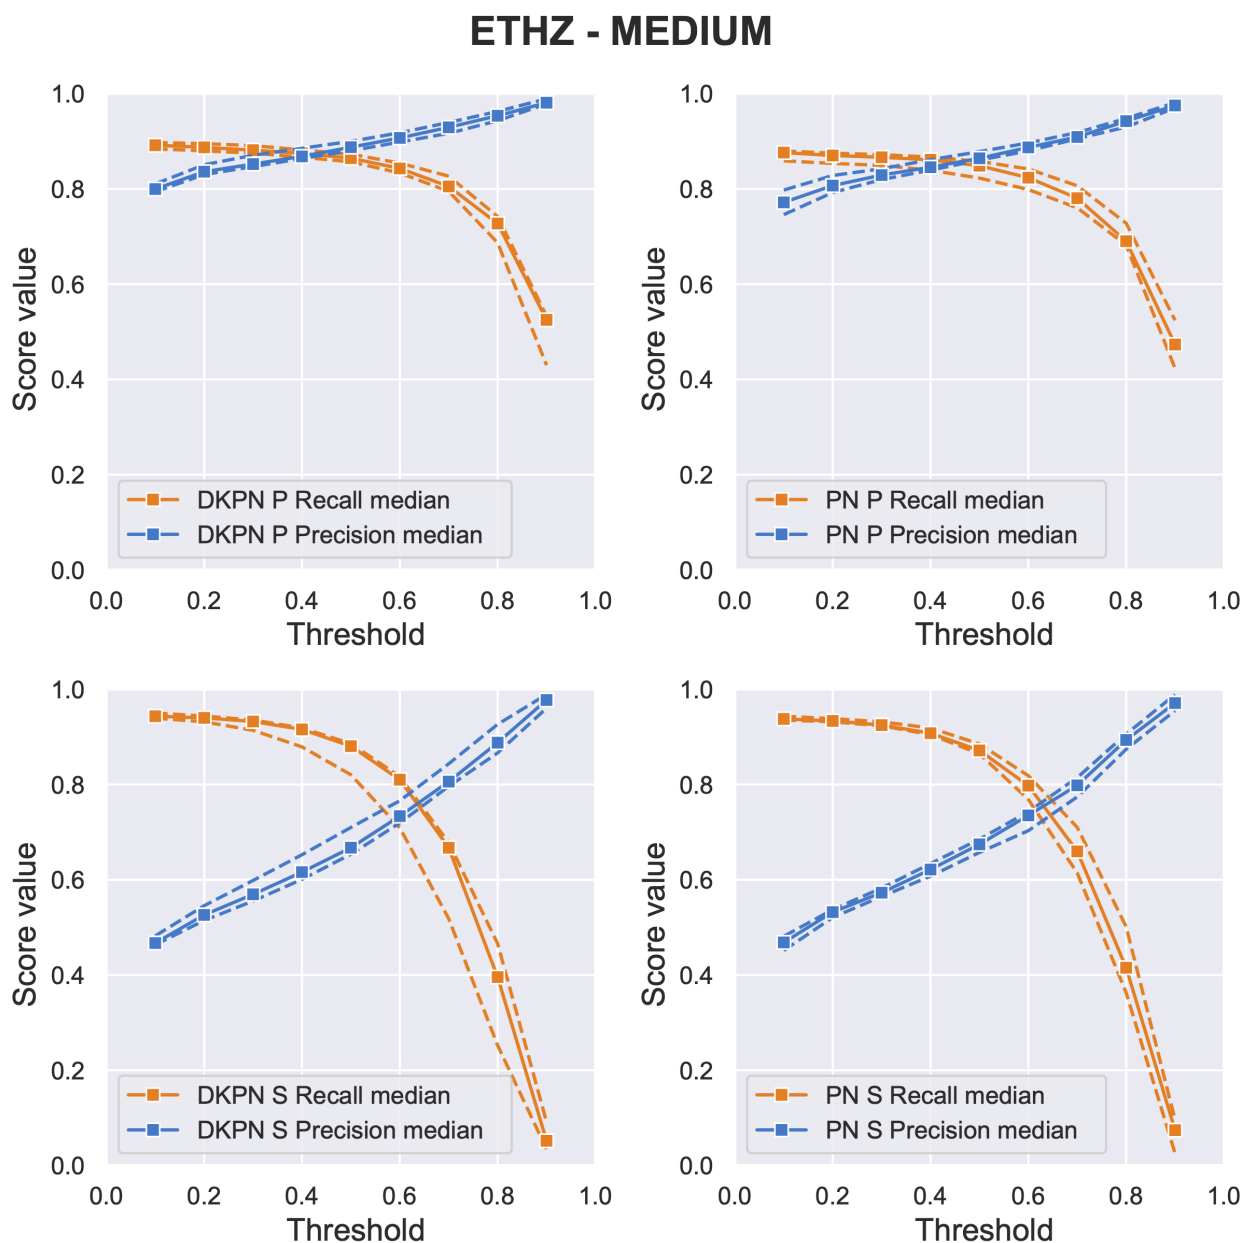 ETHZ - MEDIUM
1.0
0.8
0.6
0.4
0.2
0.0
Score value
DKPN P Recall median
DKPN P Precision median
0.0 0.2 0.4 0.6 0.8 1.0
Threshold
1.0
0.8
0.6
0.4
0.2
0.0
Score value
PN P Recall median
PN P Precision median
0.0 0.2 0.4 0.6 0.8 1.0
Threshold
1.0
0.8
0.6
0.4
0.2
0.0
Score value
DKPN S Recall median
DKPN S Precision median
0.0 0.2 0.4 0.6 0.8 1.0
Threshold
1.0
0.8
0.6
0.4
0.2
0.0
Score value
PN S Recall median
PN S Precision median
0.0 0.2 0.4 0.6 0.8 1.0
Threshold